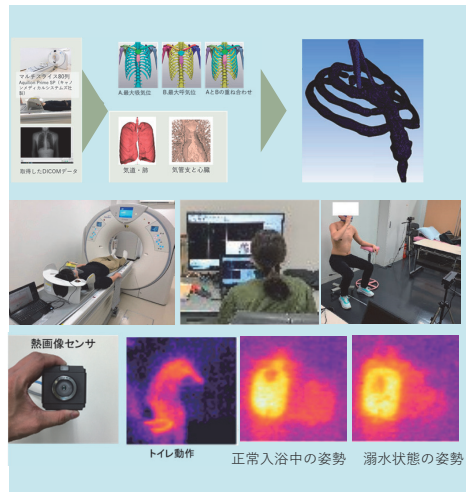 マルチスライス80列
Aquilion Prime SP（キャノ
ンメディカルシステムズ社
製）
取得したDICOMデータ
A.最大吸気位
B.最大呼気位
AとBの重ね合わせ
気道・肺
気管支と心臓
熱画像センサ
トイレ動作
正常入浴中の姿勢
溺水状態の姿勢